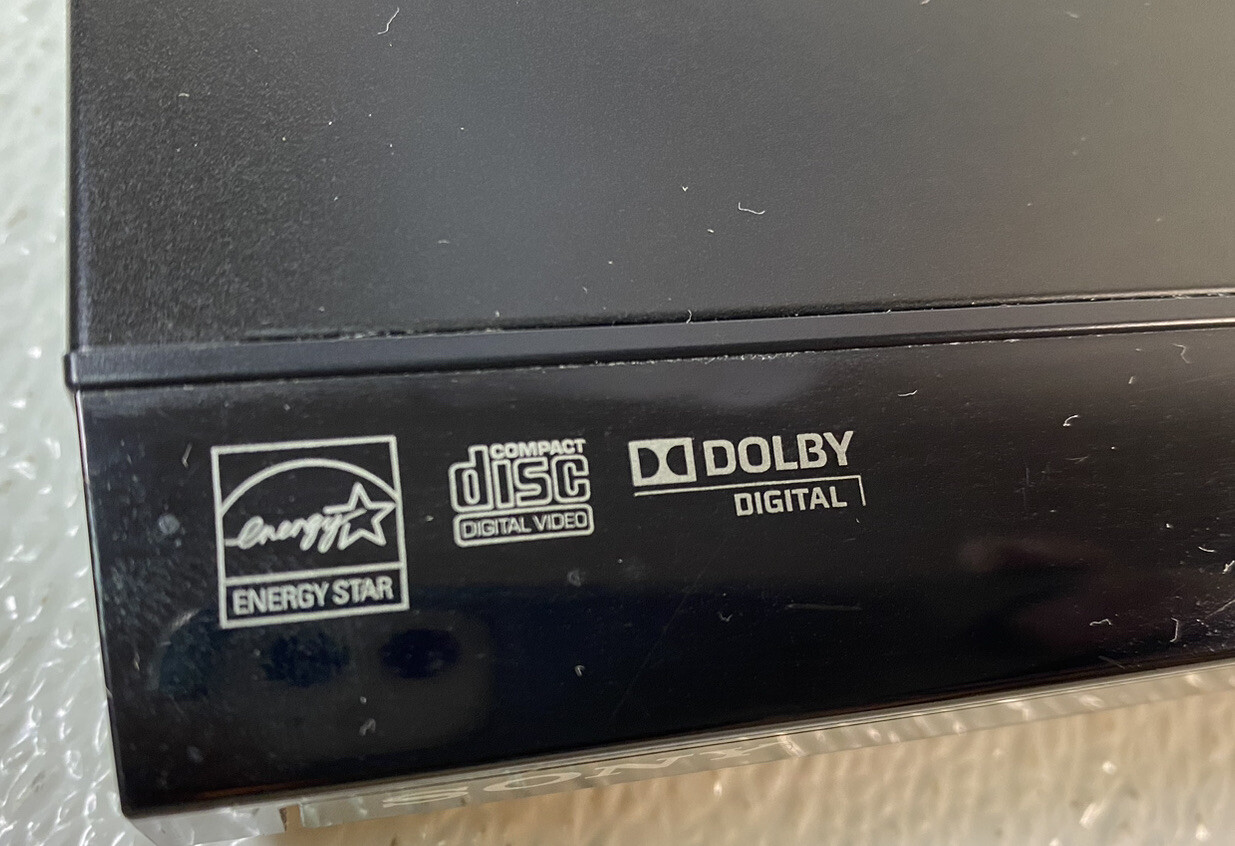 energy
ENERGY STAR
COMPACT
disc
DIGITAL VIDEO
DOLBY
DIGITAL
SONY